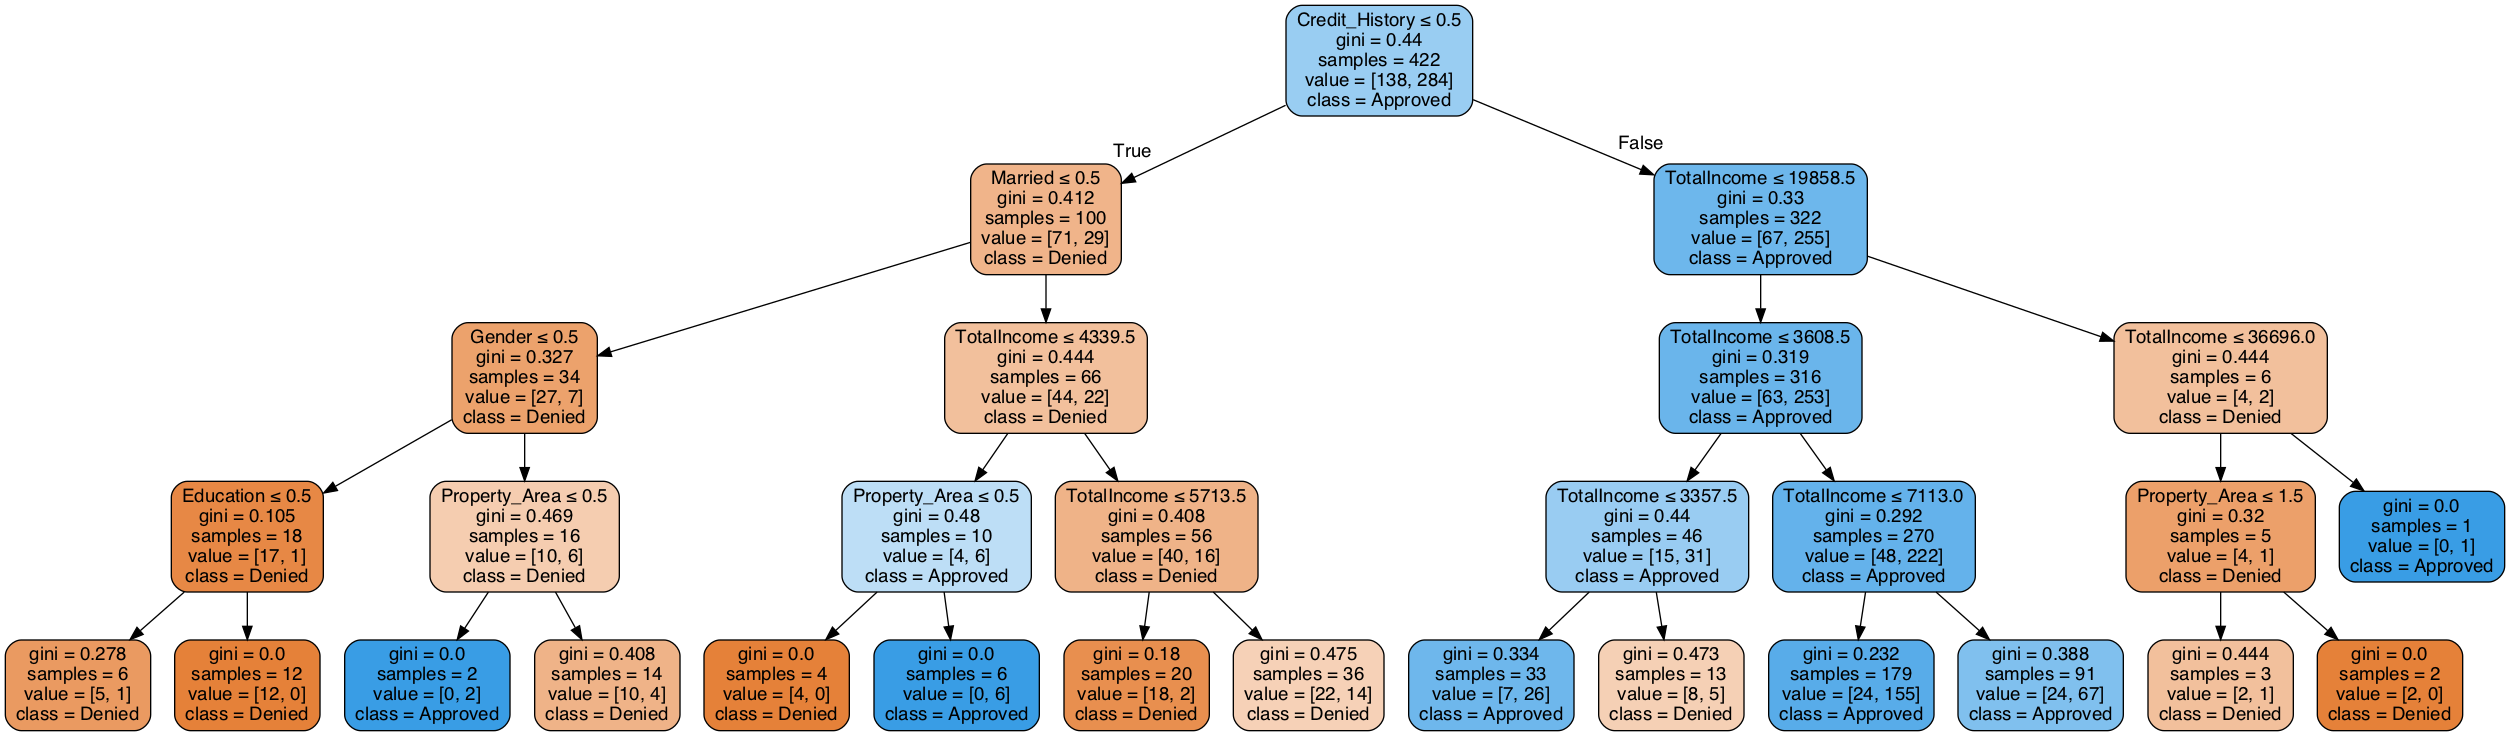 Credit_History ≤ 0.5
gini = 0.44
samples = 422
value = [138, 284]
class = Approved
True
False
Married ≤ 0.5
gini = 0.412
samples = 100
value = [71, 29]
class = Denied
TotalIncome ≤ 19858.5
gini = 0.33
samples = 322
value = [67, 255]
class = Approved
Gender ≤ 0.5
gini = 0.327
samples = 34
value = [27, 7]
class = Denied
TotalIncome ≤ 4339.5
gini = 0.444
samples = 66
value = [44, 22]
class = Denied
TotalIncome ≤ 3608.5
gini = 0.319
samples = 316
value = [63, 253]
class = Approved
TotalIncome ≤ 36696.0
gini = 0.444
samples = 6
value = [4, 2]
class = Denied
Education ≤ 0.5
gini = 0.105
samples = 18
value = [17, 1]
class = Denied
Property_Area ≤ 0.5
gini = 0.469
samples = 16
value = [10, 6]
class = Denied
Property_Area ≤ 0.5
gini = 0.48
samples = 10
value = [4, 6]
class = Approved
TotalIncome ≤ 5713.5
gini = 0.408
samples = 56
value = [40, 16]
class = Denied
TotalIncome ≤ 3357.5
gini = 0.44
samples = 46
value = [15, 31]
class = Approved
TotalIncome ≤ 7113.0
gini = 0.292
samples = 270
value = [48, 222]
class = Approved
Property_Area ≤ 1.5
gini = 0.32
samples = 5
value = [4, 1]
class = Denied
gini = 0.0
samples = 1
value = [0, 1]
class = Approved
gini = 0.278
samples = 6
value = [5, 1]
class = Denied
gini = 0.0
samples = 12
value = [12, 0]
class = Denied
gini = 0.0
samples = 2
value = [0, 2]
class = Approved
gini = 0.408
samples = 14
value = [10, 4]
class = Denied
gini = 0.0
samples = 4
value = [4, 0]
class = Denied
gini = 0.0
samples = 6
value = [0, 6]
class = Approved
gini = 0.18
samples = 20
value = [18, 2]
class = Denied
gini = 0.475
samples = 36
value = [22, 14]
class = Denied
gini = 0.334
samples = 33
value = [7, 26]
class = Approved
gini = 0.473
samples = 13
value = [8, 5]
class = Denied
gini = 0.232
samples = 179
value = [24, 155]
class = Approved
gini = 0.388
samples = 91
value = [24, 67]
class = Approved
gini = 0.444
samples = 3
value = [2, 1]
class = Denied
gini = 0.0
samples = 2
value = [2, 0]
class = Denied